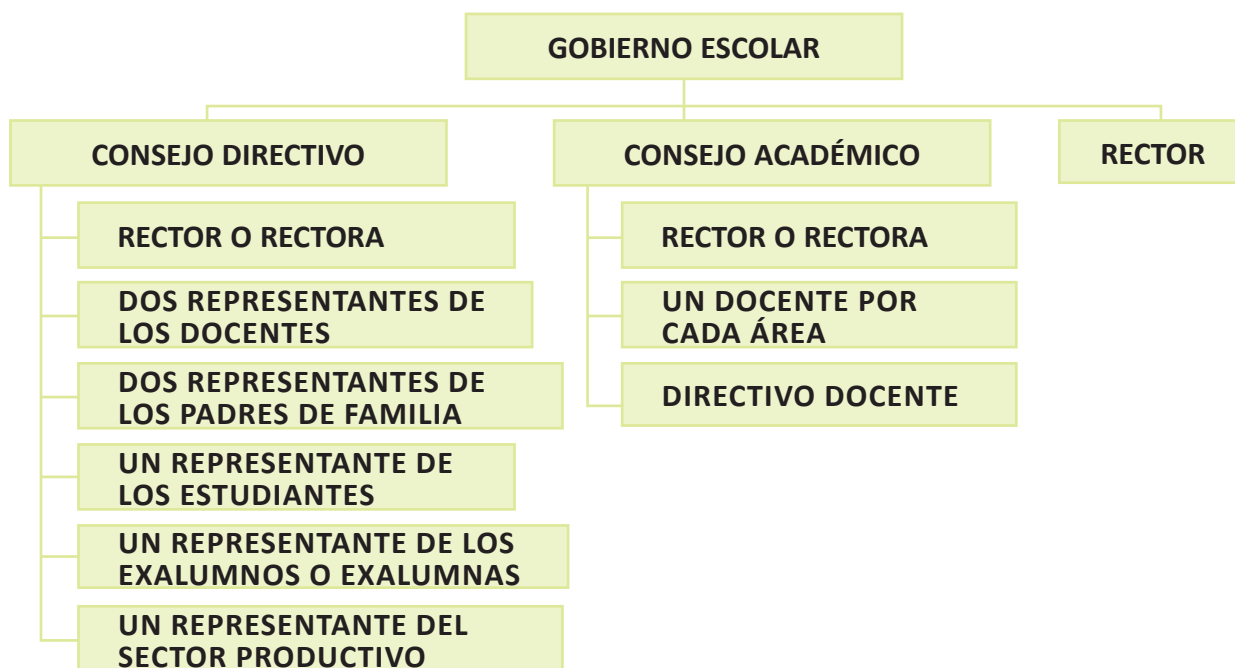 GOBIERNO ESCOLAR
CONSEJO DIRECTIVO
RECTOR O RECTORA
DOS REPRESENTANTES DE
LOS DOCENTES
DOS REPRESENTANTES DE
LOS PADRES DE FAMILIA
UN REPRESENTANTE DE
LOS ESTUDIANTES
UN REPRESENTANTE DE LOS
EXALUMNOS O EXALUMNAS
UN REPRESENTANTE DEL
SECTOR PRODUCTIVO
CONSEJO ACADÉMICO
RECTOR O RECTORA
UN DOCENTE POR
CADA ÁREA
DIRECTIVO DOCENTE
RECTOR